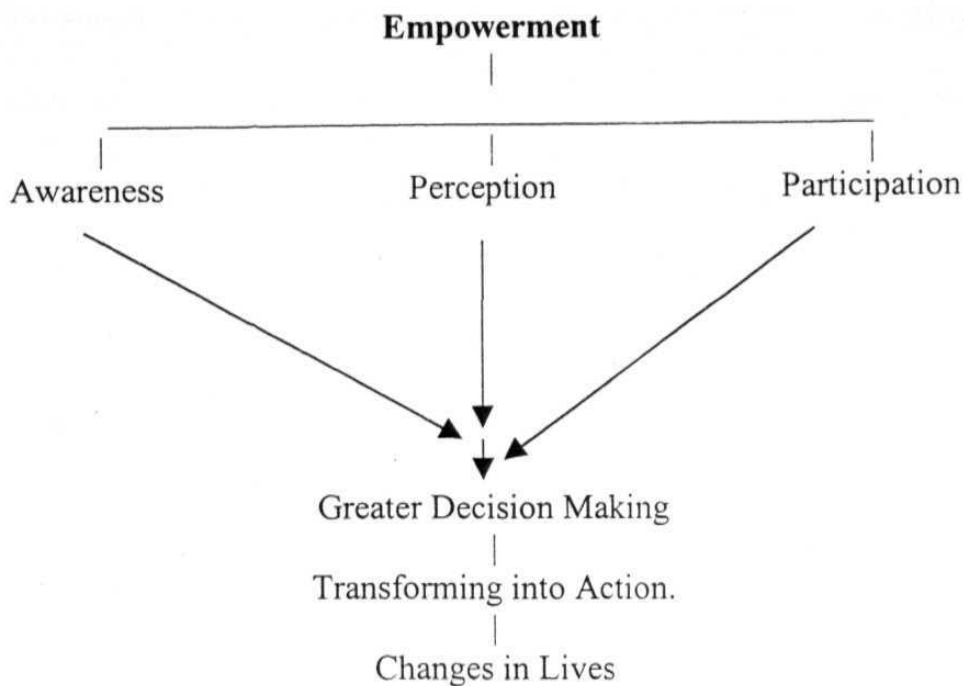 Empowerment
Awareness Perception Participation
Greater Decision Making
Transforming into Action.
Changes in Lives